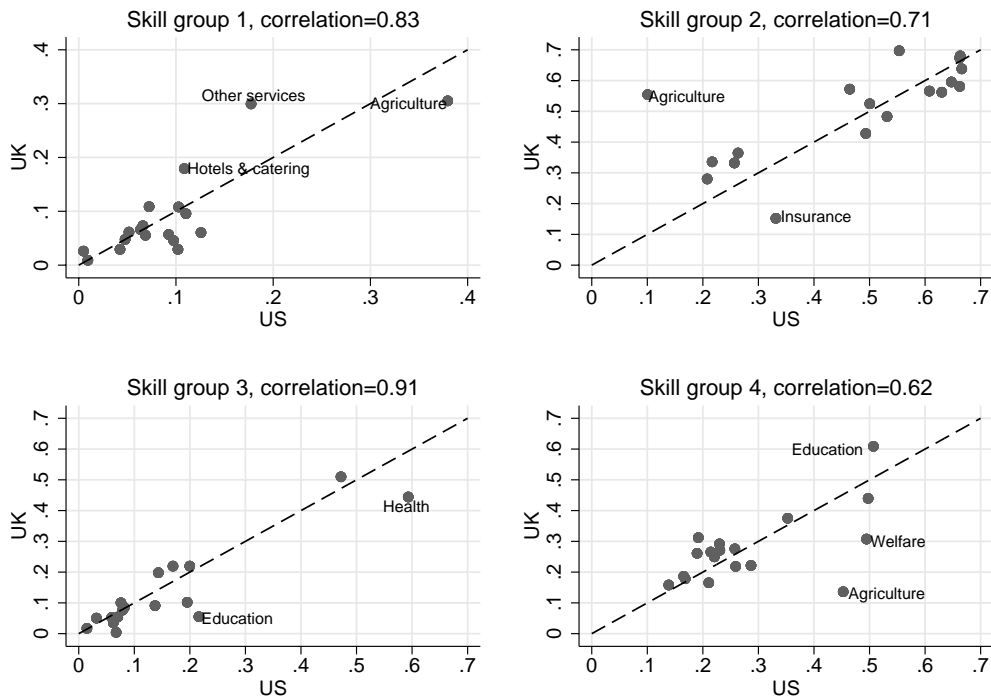 Skill group 1, correlation=0.83
.4
.3
.2
.1
0
UK
Other services
Agriculture
Hotels & catering
0 .1 .2 .3 .4
US
Skill group 2, correlation=0.71
.7
.6
.5
.4
.3
.2
.1
0
UK
Agriculture
Insurance
0 .1 .2 .3 .4 .5 .6 .7
US
Skill group 3, correlation=0.91
.7
.6
.5
.4
.3
.2
.1
0
UK
Health
Education
0 .1 .2 .3 .4 .5 .6 .7
US
Skill group 4, correlation=0.62
.7
.6
.5
.4
.3
.2
.1
0
UK
Education
Welfare
Agriculture
0 .1 .2 .3 .4 .5 .6 .7
US